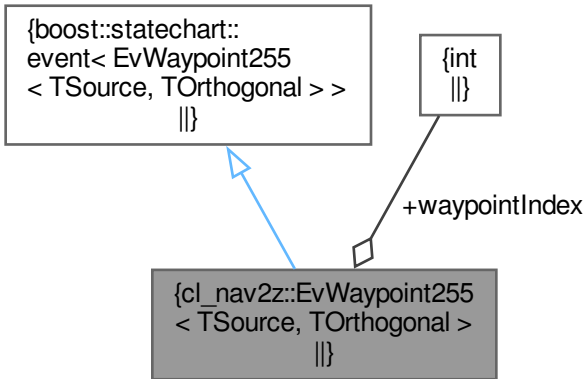 {boost::statechart::
event< EvWaypoint255
< TSource, TOrthogonal > >
||}
{int
||}
+waypointIndex
{cl_nav2z::EvWaypoint255
< TSource, TOrthogonal >
||}